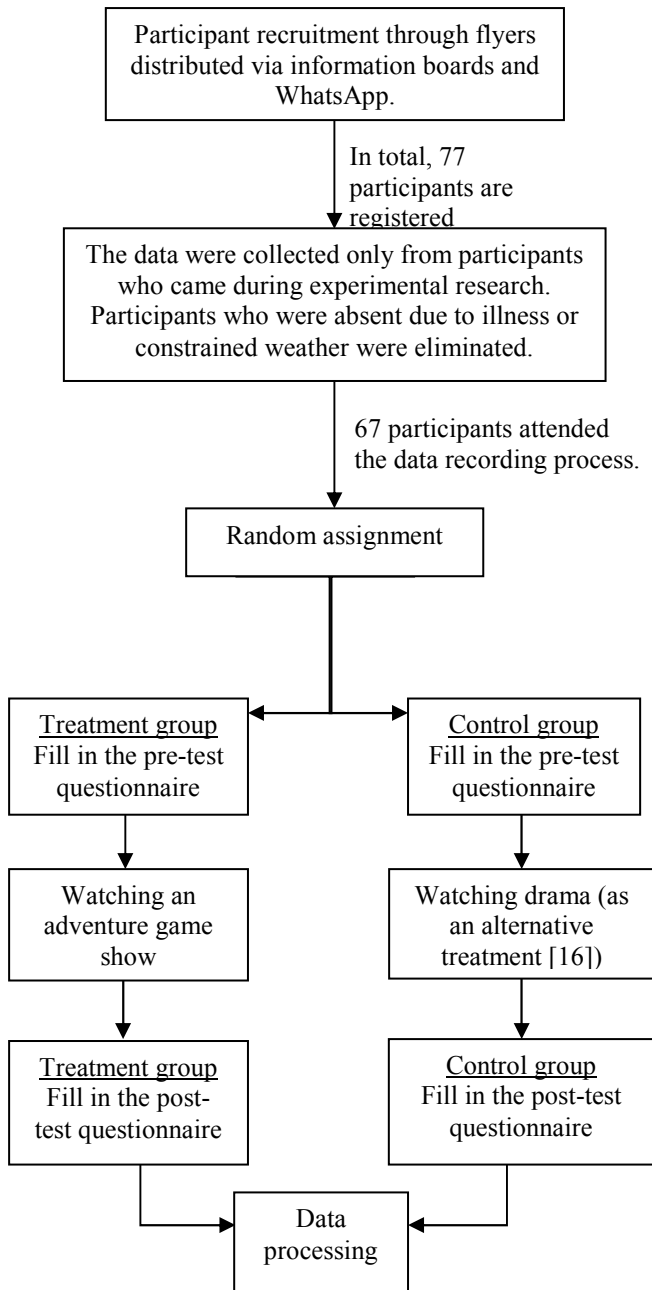 Participant recruitment through flyers
distributed via information boards and
WhatsApp.
In total, 77
participants are
registered
The data were collected only from participants
who came during experimental research.
Participants who were absent due to illness or
constrained weather were eliminated.
67 participants attended
the data recording process.
Random assignment
Treatment group
Fill in the pre-test
questionnaire
Control group
Fill in the pre-test
questionnaire
Watching an
adventure game
show
Watching drama (as
an alternative
treatment [16])
Treatment group
Fill in the post-
test questionnaire
Control group
Fill in the post-test
questionnaire
Data
processing